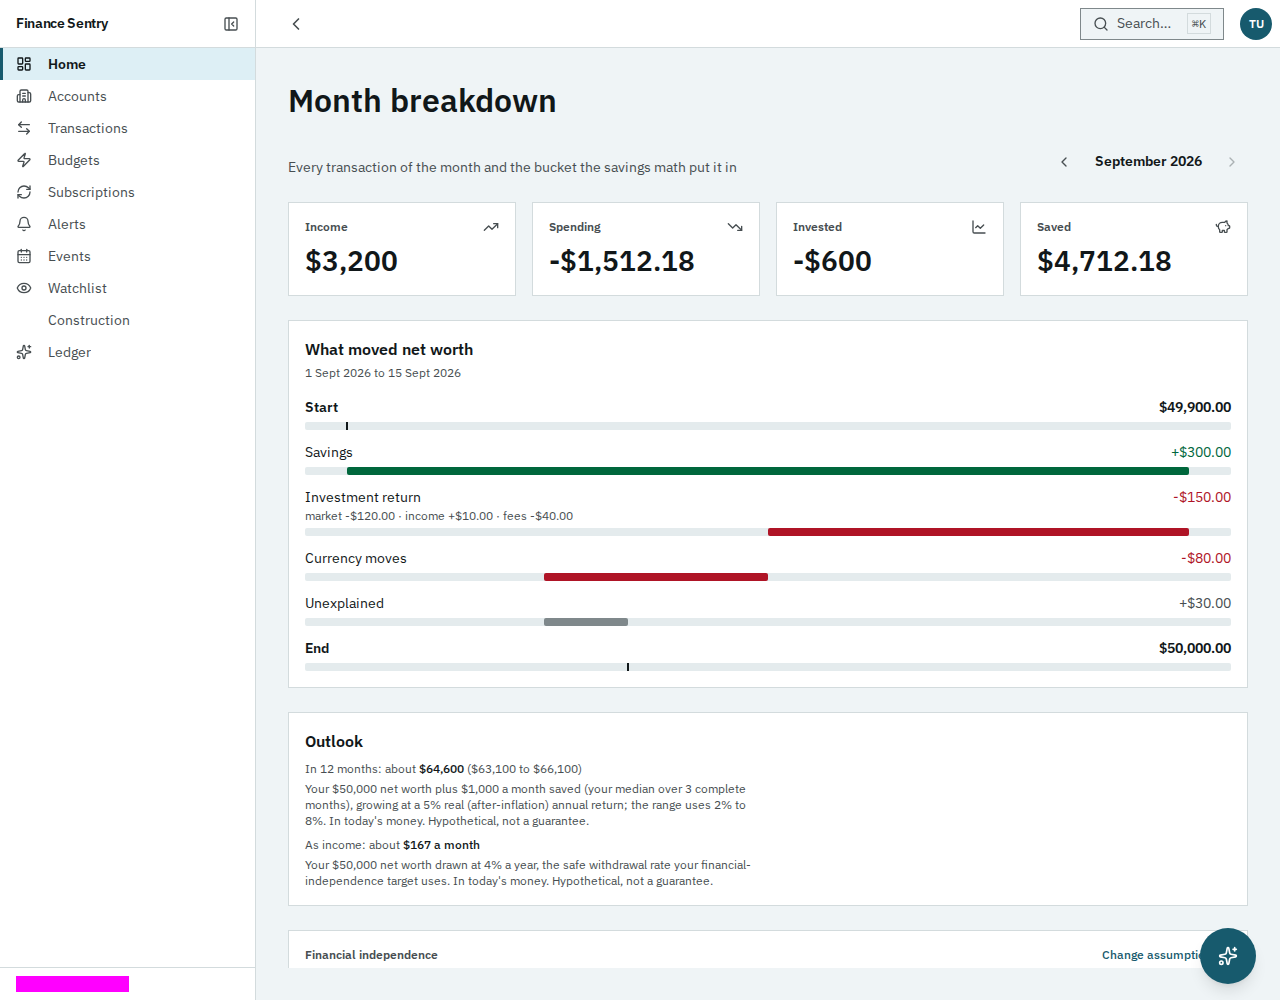 Finance Sentry
Search...
⌘K
TU
Home
Accounts
Transactions
Budgets
Subscriptions
Alerts
Events
Watchlist
Construction
Ledger
Month breakdown
Every transaction of the month and the bucket the savings math put it in
September 2026
Income
$3,200
Spending
-$1,512.18
Invested
-$600
Saved
$4,712.18
What moved net worth
1 Sept 2026 to 15 Sept 2026
Start $49,900.00
Savings +$300.00
Investment return -$150.00
market -$120.00 · income +$10.00 · fees -$40.00
Currency moves -$80.00
Unexplained +$30.00
End $50,000.00
Outlook
In 12 months: about $64,600 ($63,100 to $66,100)
Your $50,000 net worth plus $1,000 a month saved (your median over 3 complete
months), growing at a 5% real (after-inflation) annual return; the range uses 2% to
8%. In today's money. Hypothetical, not a guarantee.
As income: about $167 a month
Your $50,000 net worth drawn at 4% a year, the safe withdrawal rate your financial-
independence target uses. In today's money. Hypothetical, not a guarantee.
Financial independence
Change